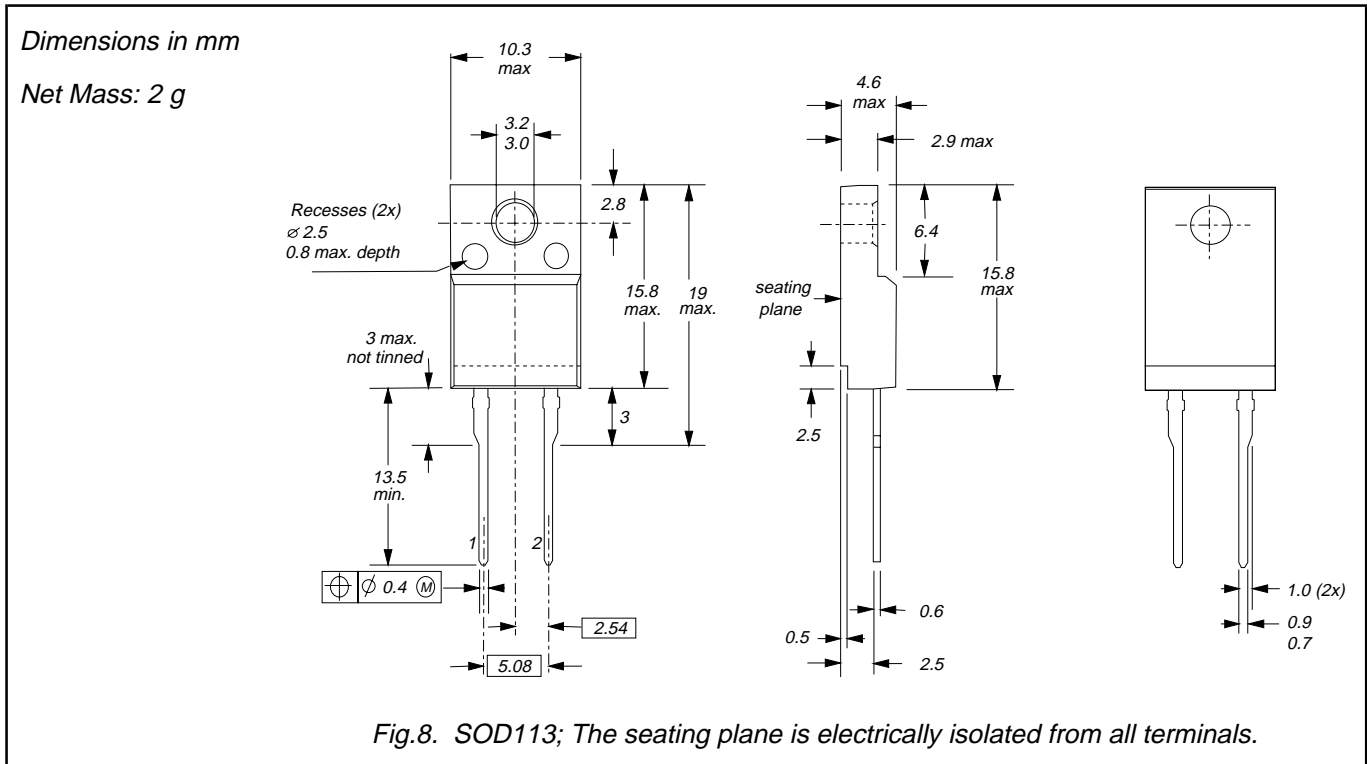 Dimensions in mm
Net Mass: 2 g
10.3
max
3.2
3.0
2.8
Recesses (2x)
⌀ 2.5
0.8 max. depth
15.8
max.
19
max.
3 max.
not tinned
3
13.5
min.
1
2
⌖ ⌀ 0.4 Ⓜ
2.54
5.08
4.6
max
2.9 max
6.4
15.8
max
seating
plane
2.5
0.6
0.5
2.5
1.0 (2x)
0.9
0.7
Fig.8. SOD113; The seating plane is electrically isolated from all terminals.